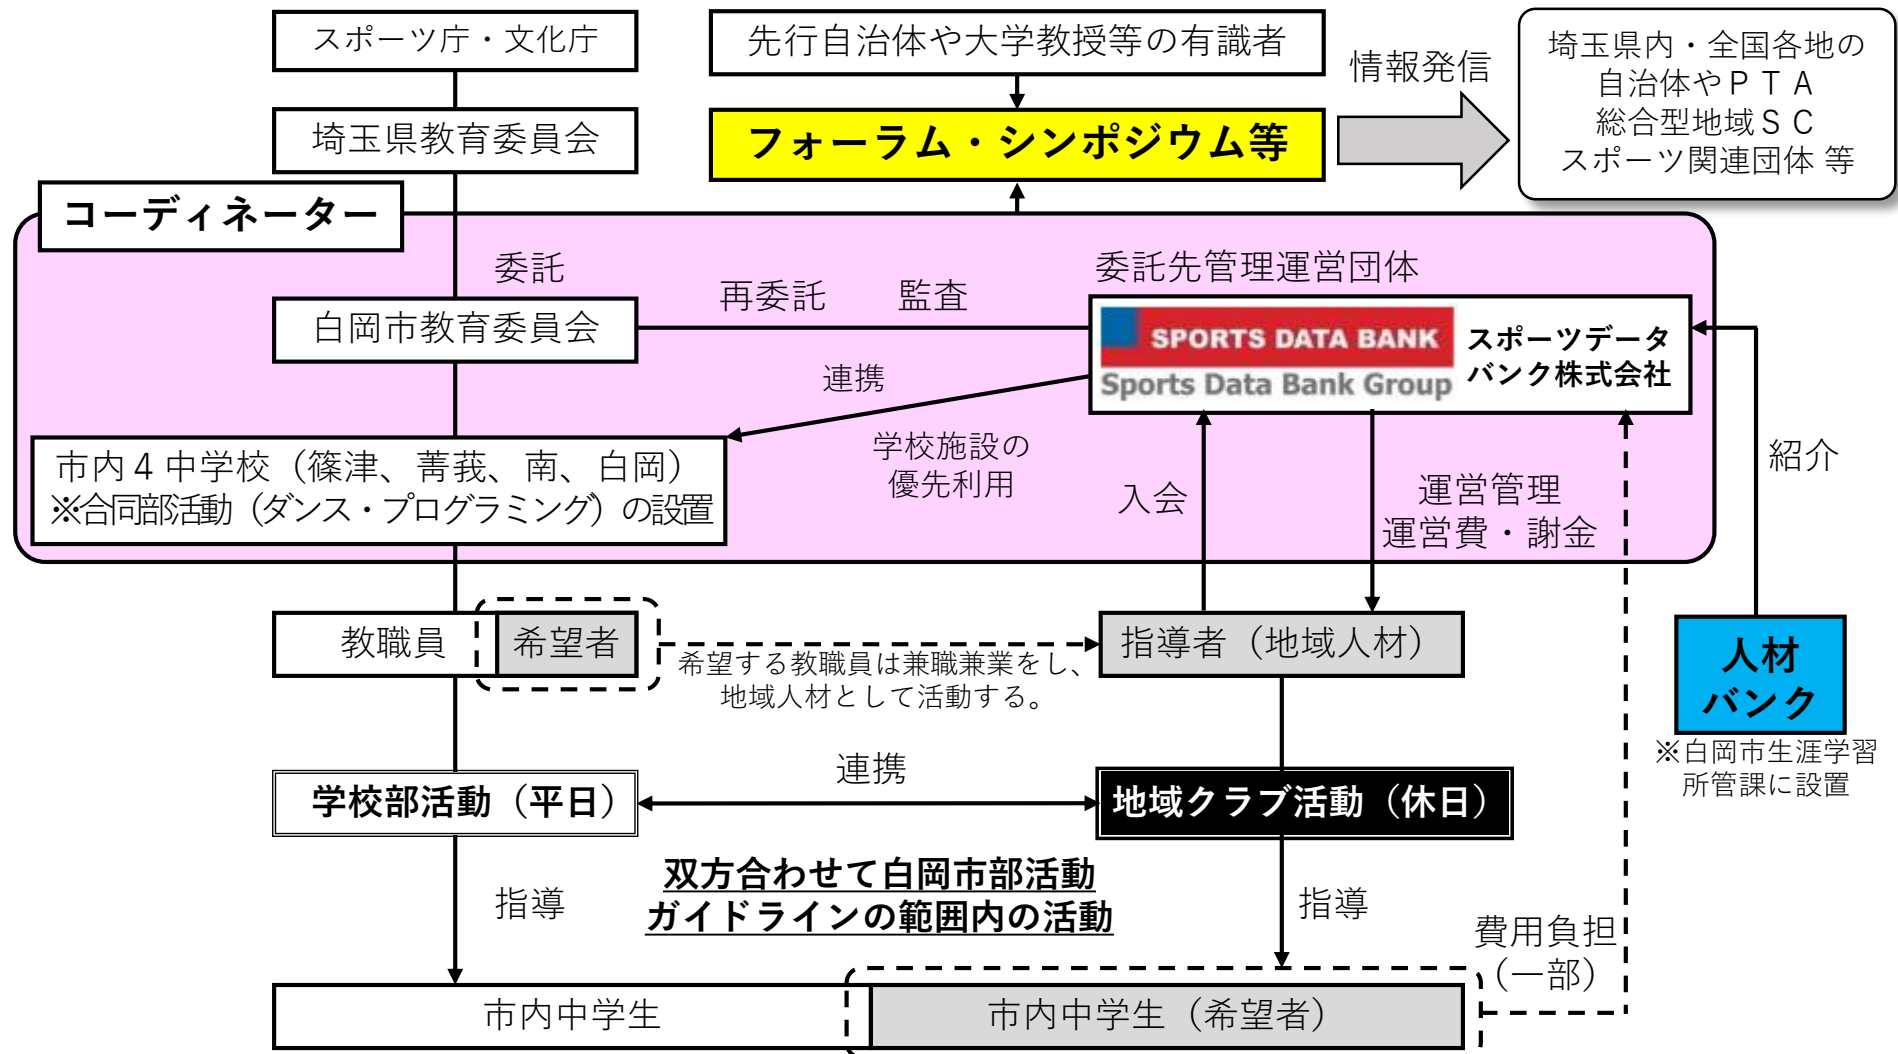 スポーツ庁・文化庁
先行自治体や大学教授等の有識者
情報発信
埼玉県内・全国各地の
自治体やＰＴＡ
総合型地域ＳＣ
スポーツ関連団体 等
埼玉県教育委員会
フォーラム・シンポジウム等
コーディネーター
委託
再委託
監査
委託先管理運営団体
白岡市教育委員会
SPORTS DATA BANK
Sports Data Bank Group
スポーツデータ
バンク株式会社
連携
学校施設の
優先利用
市内４中学校（篠津、菁莪、南、白岡）
※合同部活動（ダンス・プログラミング）の設置
入会
運営管理
運営費・謝金
紹介
教職員
希望者
希望する教職員は兼職兼業をし、
地域人材として活動する。
指導者（地域人材）
人材
バンク
※白岡市生涯学習
所管課に設置
学校部活動（平日）
連携
地域クラブ活動（休日）
双方合わせて白岡市部活動
ガイドラインの範囲内の活動
指導
指導
費用負担
（一部）
市内中学生
市内中学生（希望者）